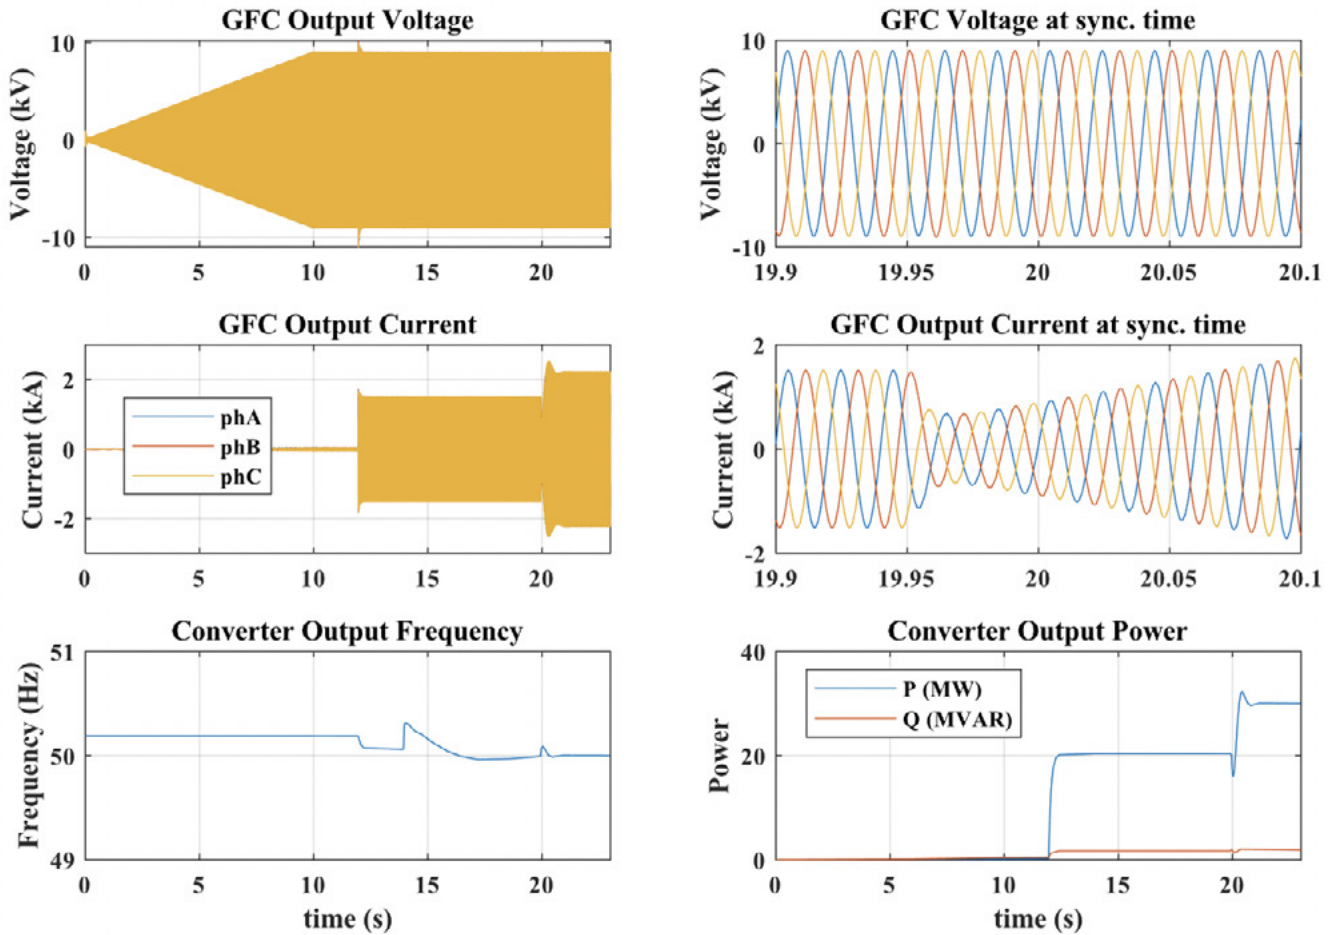 GFC Output Voltage
Voltage (kV)
10
0
-10
0 5 10 15 20
GFC Voltage at sync. time
Voltage (kV)
10
0
-10
19.9 19.95 20 20.05 20.1
GFC Output Current
Current (kA)
2
0
-2
phA
phB
phC
0 5 10 15 20
GFC Output Current at sync. time
Current (kA)
2
0
-2
19.9 19.95 20 20.05 20.1
Converter Output Frequency
Frequency (Hz)
51
50
49
0 5 10 15 20
time (s)
Converter Output Power
Power
40
20
0
P (MW)
Q (MVAR)
0 5 10 15 20
time (s)